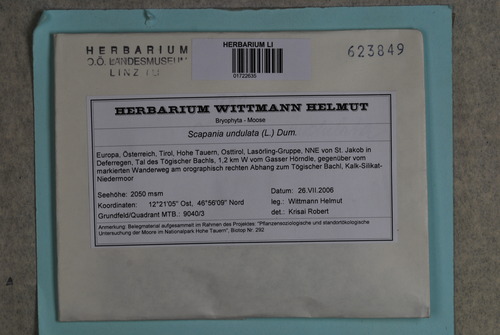 HERBARIUM
O.Ö. LANDESMUSEUM
LINZ
HERBARIUM LI
01722635
623849
HERBARIUM WITTMANN HELMUT
Bryophyta - Moose
Scapania undulata (L.) Dum.
Europa, Österreich, Tirol, Hohe Tauern, Osttirol, Lasörling-Gruppe, NNE von St. Jakob in
Defereggen, Tal des Tögischer Bachls, 1,2 km W vom Gasser Hörndle, gegenüber vom
markierten Wanderweg am orographisch rechten Abhang zum Tögischer Bachl, Kalk-Silikat-
Niedermoor
Seehöhe: 2050 msm
Datum: 26.VII.2006
Koordinaten: 12°21'05" Ost, 46°56'09" Nord
leg.: Wittmann Helmut
Grundfeld/Quadrant MTB.: 9040/3
det.: Krisai Robert
Anmerkung: Belegmaterial aufgesammelt im Rahmen des Projektes: "Pflanzensoziologische und standortökologische
Untersuchung der Moore im Nationalpark Hohe Tauern"; Biotop Nr. 292